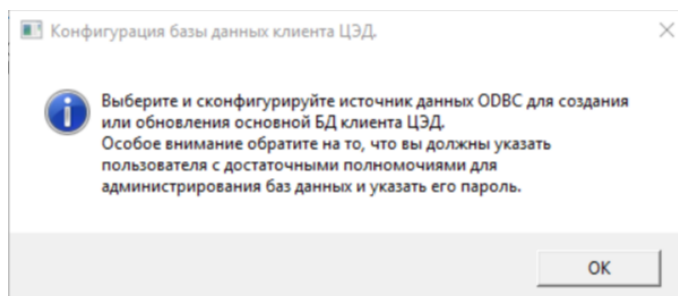 Конфигурация базы данных клиента ЦЭД.
Выберите и сконфигурируйте источник данных ODBC для создания
или обновления основной БД клиента ЦЭД.
Особое внимание обратите на то, что вы должны указать
пользователя с достаточными полномочиями для
администрирования баз данных и указать его пароль.
OK